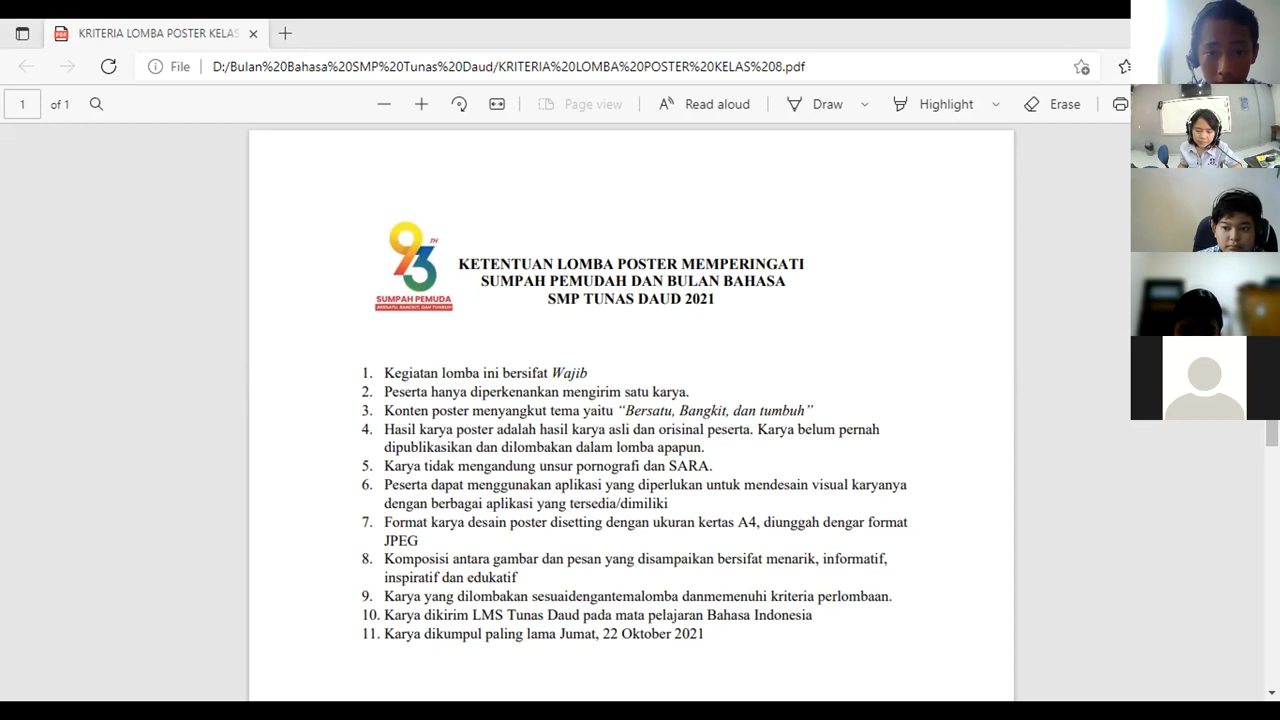 KRITERIA LOMBA POSTER KELAS
File
D:/Bulan%20Bahasa%20SMP%20Tunas%20Daud/KRITERIA%20LOMBA%20POSTER%20KELAS%208.pdf
1 of 1
Page view
Read aloud
Draw
Highlight
Erase
93 TH
SUMPAH PEMUDA
BERSATU, BANGKIT, DAN TUMBUH
KETENTUAN LOMBA POSTER MEMPERINGATI
SUMPAH PEMUDAH DAN BULAN BAHASA
SMP TUNAS DAUD 2021
1. Kegiatan lomba ini bersifat Wajib
2. Peserta hanya diperkenankan mengirim satu karya.
3. Konten poster menyangkut tema yaitu “Bersatu, Bangkit, dan tumbuh”
4. Hasil karya poster adalah hasil karya asli dan orisinal peserta. Karya belum pernah
dipublikasikan dan dilombakan dalam lomba apapun.
5. Karya tidak mengandung unsur pornografi dan SARA.
6. Peserta dapat menggunakan aplikasi yang diperlukan untuk mendesain visual karyanya
dengan berbagai aplikasi yang tersedia/dimiliki
7. Format karya desain poster disetting dengan ukuran kertas A4, diunggah dengar format
JPEG
8. Komposisi antara gambar dan pesan yang disampaikan bersifat menarik, informatif,
inspiratif dan edukatif
9. Karya yang dilombakan sesuaidengantemalomba danmemenuhi kriteria perlombaan.
10. Karya dikirim LMS Tunas Daud pada mata pelajaran Bahasa Indonesia
11. Karya dikumpul paling lama Jumat, 22 Oktober 2021